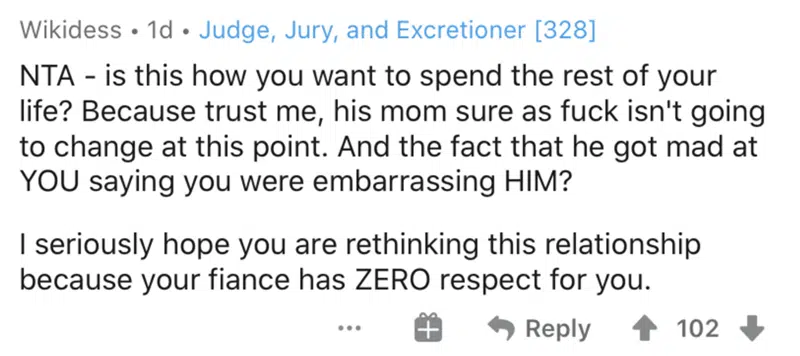 Wikidess • 1d • Judge, Jury, and Excretioner [328]
NTA - is this how you want to spend the rest of your
life? Because trust me, his mom sure as fuck isn't going
to change at this point. And the fact that he got mad at
YOU saying you were embarrassing HIM?
I seriously hope you are rethinking this relationship
because your fiance has ZERO respect for you.
Reply 102